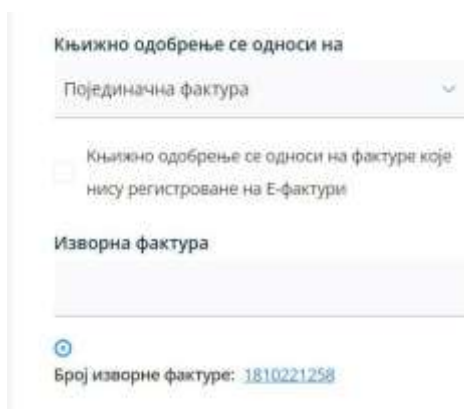 Књижно одобрење се односи на
Појединачна фактура
Књижно одобрење се односи на фактуре које
нису регистроване на Е-фактури
Изворна фактура
Број изворне фактуре: 1810221258